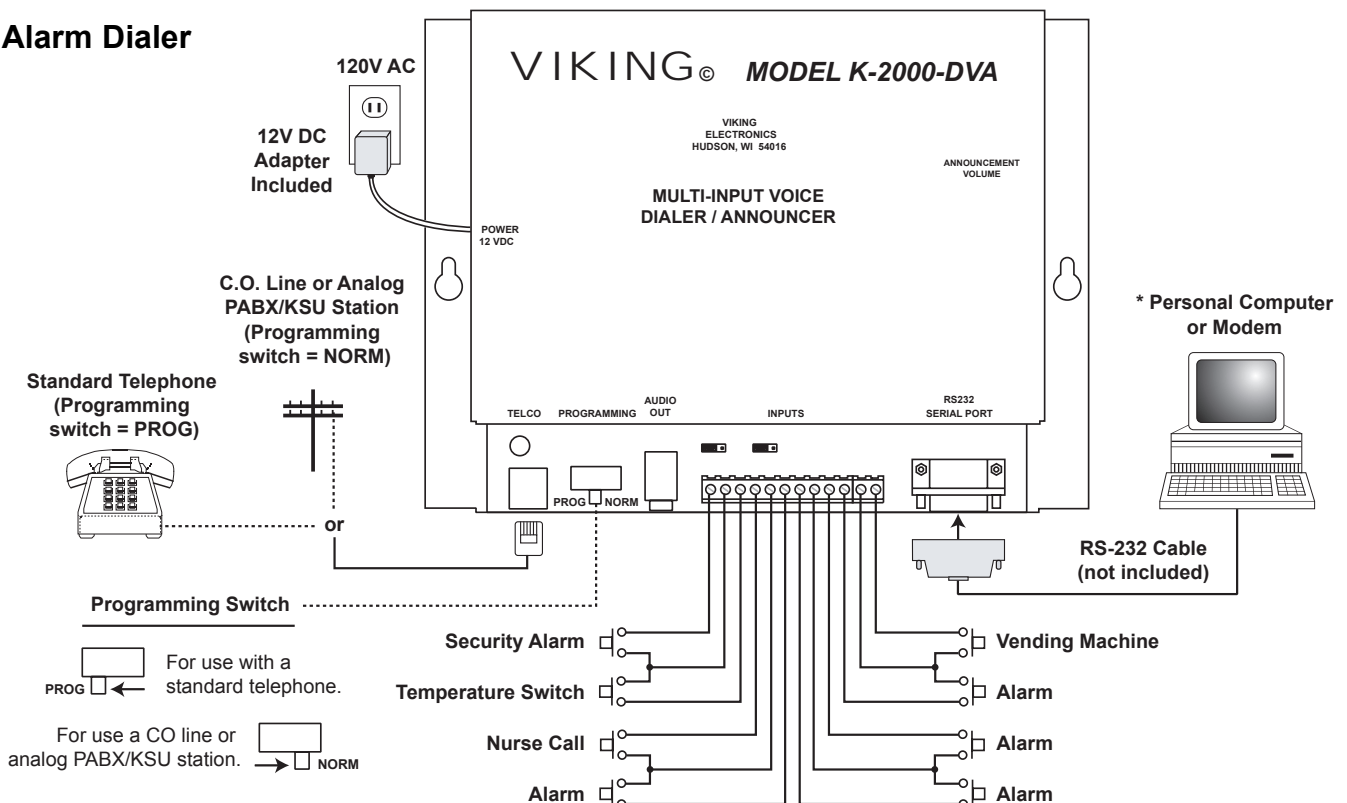 Alarm Dialer
120V AC
12V DC
Adapter
Included
VIKING© MODEL K-2000-DVA
VIKING
ELECTRONICS
HUDSON, WI 54016
ANNOUNCEMENT
VOLUME
MULTI-INPUT VOICE
DIALER / ANNOUNCER
POWER
12 VDC
C.O. Line or Analog
PABX/KSU Station
(Programming
switch = NORM)
* Personal Computer
or Modem
Standard Telephone
(Programming
switch = PROG)
TELCO
PROGRAMMING
AUDIO
OUT
INPUTS
RS232
SERIAL PORT
PROG
NORM
or
RS-232 Cable
(not included)
Programming Switch
PROG
For use with a
standard telephone.
For use a CO line or
analog PABX/KSU station.
NORM
Security Alarm
Temperature Switch
Nurse Call
Alarm
Vending Machine
Alarm
Alarm
Alarm